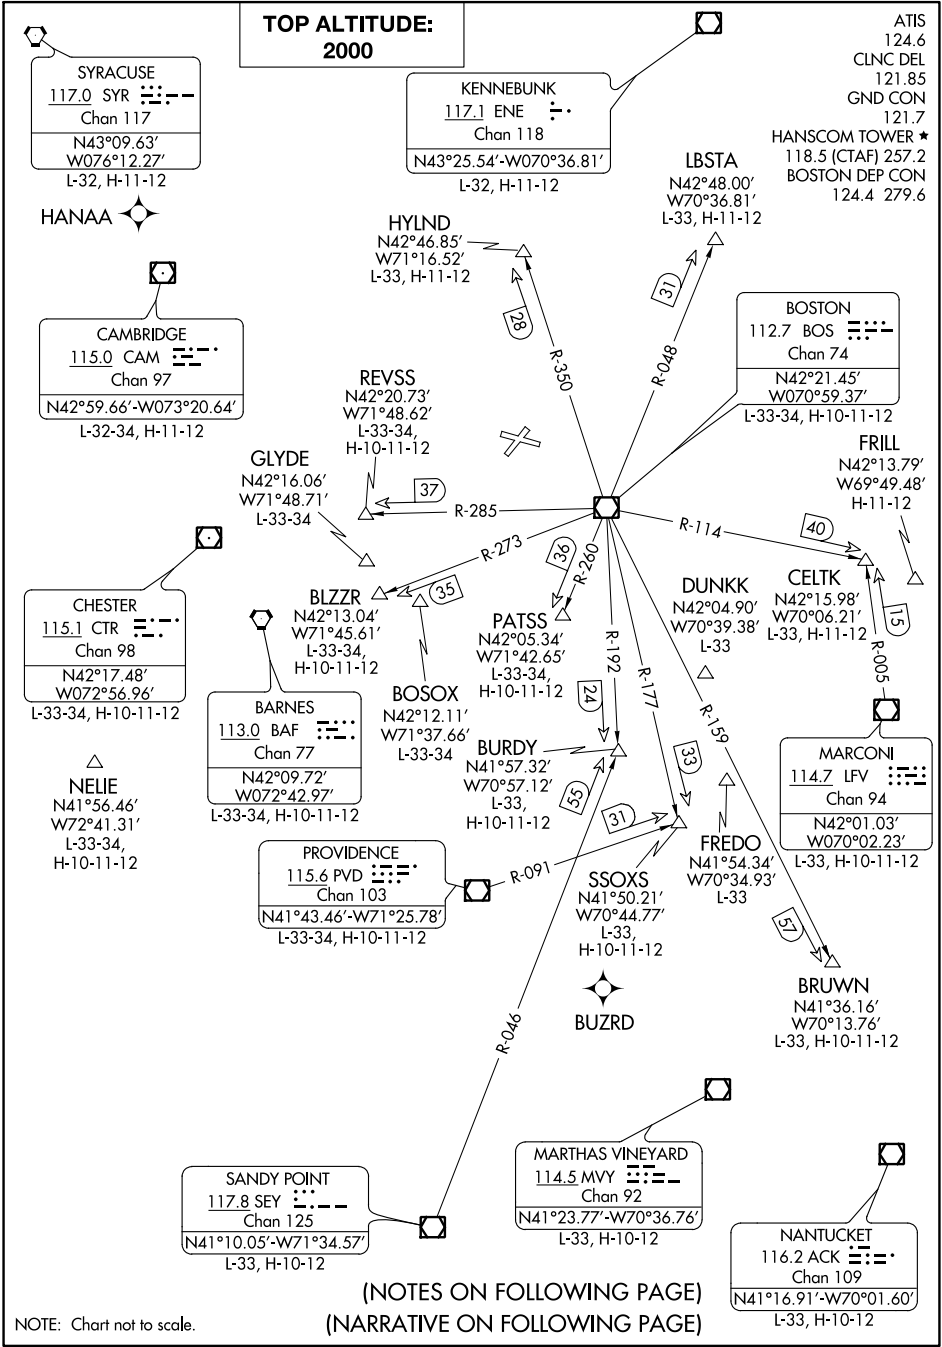 TOP ALTITUDE:
2000
ATIS
124.6
CLNC DEL
121.85
GND CON
121.7
HANSCOM TOWER ★
118.5 (CTAF) 257.2
BOSTON DEP CON
124.4 279.6
SYRACUSE
117.0 SYR
Chan 117
N43°09.63′
W076°12.27′
L-32, H-11-12
HANAA
KENNEBUNK
117.1 ENE
Chan 118
N43°25.54′-W070°36.81′
L-32, H-11-12
LBSTA
N42°48.00′
W70°36.81′
L-33, H-11-12
HYLND
N42°46.85′
W71°16.52′
L-33, H-11-12
31
28
R-350
R-048
CAMBRIDGE
115.0 CAM
Chan 97
N42°59.66′-W073°20.64′
L-32-34, H-11-12
BOSTON
112.7 BOS
Chan 74
N42°21.45′
W070°59.37′
L-33-34, H-10-11-12
REVSS
N42°20.73′
W71°48.62′
L-33-34,
H-10-11-12
GLYDE
N42°16.06′
W71°48.71′
L-33-34
FRILL
N42°13.79′
W69°49.48′
H-11-12
37
R-285
R-273
35
36
R-260
R-114
40
CHESTER
115.1 CTR
Chan 98
N42°17.48′
W072°56.96′
L-33-34, H-10-11-12
BLZZR
N42°13.04′
W71°45.61′
L-33-34,
H-10-11-12
PATSS
N42°05.34′
W71°42.65′
L-33-34,
H-10-11-12
DUNKK
N42°04.90′
W70°39.38′
L-33
CELTK
N42°15.98′
W70°06.21′
L-33, H-11-12
15
R-005
BOSOX
N42°12.11′
W71°37.66′
L-33-34
BARNES
113.0 BAF
Chan 77
N42°09.72′
W072°42.97′
L-33-34, H-10-11-12
R-192
R-177
R-159
24
33
55
31
57
NELIE
N41°56.46′
W72°41.31′
L-33-34,
H-10-11-12
BURDY
N41°57.32′
W70°57.12′
L-33,
H-10-11-12
MARCONI
114.7 LFV
Chan 94
N42°01.03′
W070°02.23′
L-33, H-10-11-12
PROVIDENCE
115.6 PVD
Chan 103
N41°43.46′-W71°25.78′
L-33-34, H-10-11-12
R-091
SSOXS
N41°50.21′
W70°44.77′
L-33,
H-10-11-12
FREDO
N41°54.34′
W70°34.93′
L-33
BUZRD
BRUWN
N41°36.16′
W70°13.76′
L-33, H-10-11-12
R-046
SANDY POINT
117.8 SEY
Chan 125
N41°10.05′-W71°34.57′
L-33, H-10-12
MARTHAS VINEYARD
114.5 MVY
Chan 92
N41°23.77′-W70°36.76′
L-33, H-10-12
NANTUCKET
116.2 ACK
Chan 109
N41°16.91′-W70°01.60′
L-33, H-10-12
(NOTES ON FOLLOWING PAGE)
(NARRATIVE ON FOLLOWING PAGE)
NOTE: Chart not to scale.